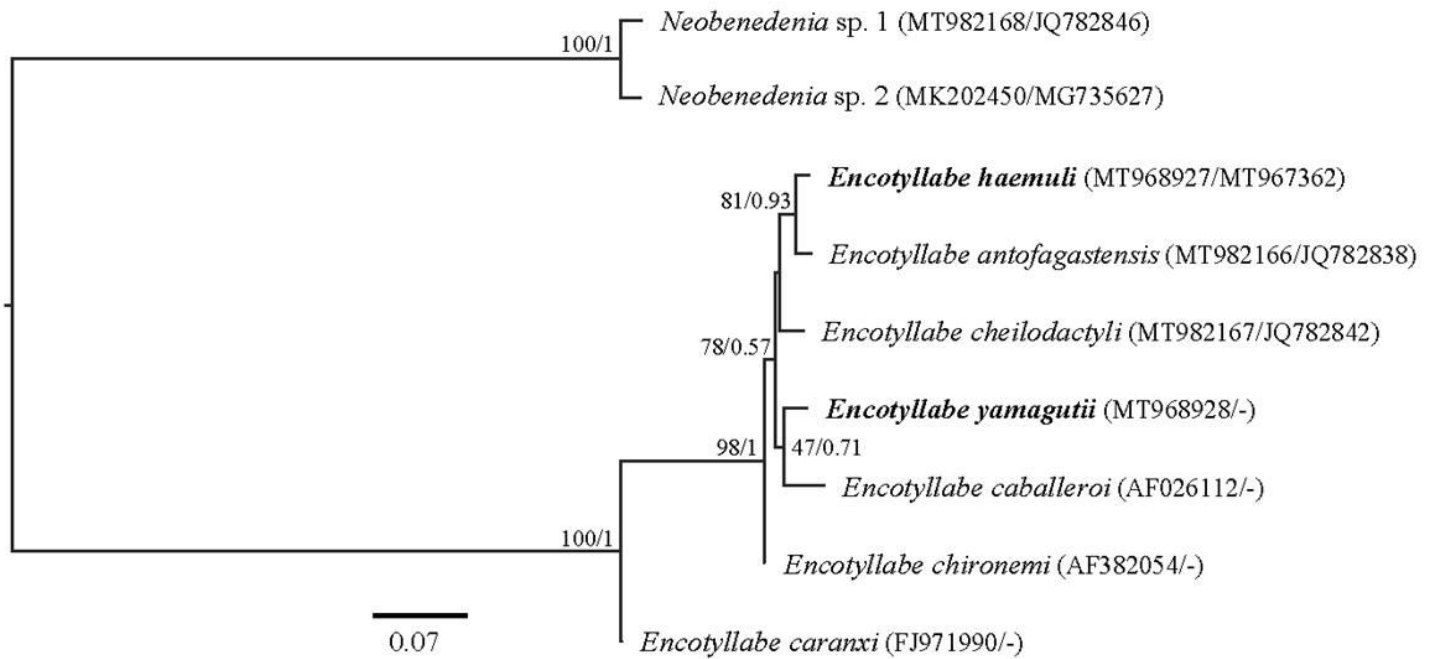 100/1
Neobenedenia sp. 1 (MT982168/JQ782846)
Neobenedenia sp. 2 (MK202450/MG735627)
81/0.93
Encotyllabe haemuli (MT968927/MT967362)
Encotyllabe antofagastensis (MT982166/JQ782838)
Encotyllabe cheilodactyli (MT982167/JQ782842)
78/0.57
Encotyllabe yamagutii (MT968928/-)
98/1
47/0.71
Encotyllabe caballeroi (AF026112/-)
100/1
Encotyllabe chironemi (AF382054/-)
0.07
Encotyllabe caranxi (FJ971990/-)